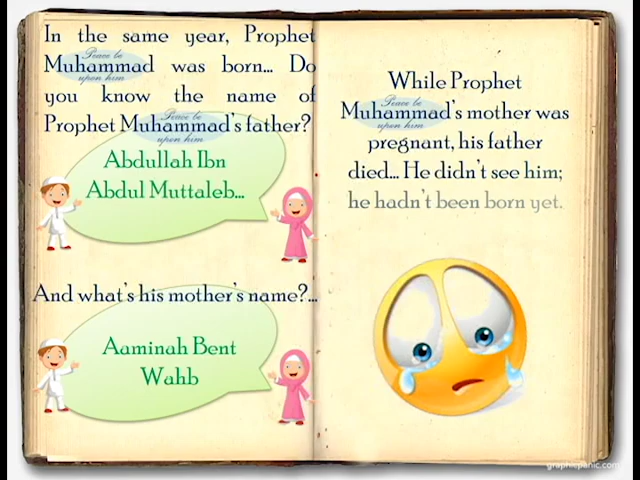 In the same year, Prophet
Peace be
Muhammad was born... Do
upon him
you know the name of
Peace be
Prophet Muhammad's father?
upon him
Abdullah Ibn
Abdul Muttaleb...
And what's his mother's name?...
Aaminah Bent
Wahb
While Prophet
Peace be
Muhammad's mother was
upon him
pregnant, his father
died... He didn't see him;
he hadn't been born yet.
graphicpanic.com